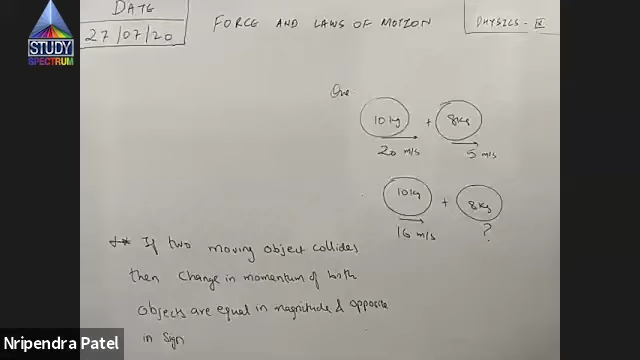 DATE
27/07/20
FORCE AND LAWS OF MOTION
PHYSICS - IX
STUDY
SPECTRUM
Que
10 kg + 8 kg
20 m/s 5 m/s
10 kg + 8 kg
16 m/s ?
If two moving object collides
then change in momentum of both
objects are equal in magnitude & opposite
in sign
Nripendra Patel